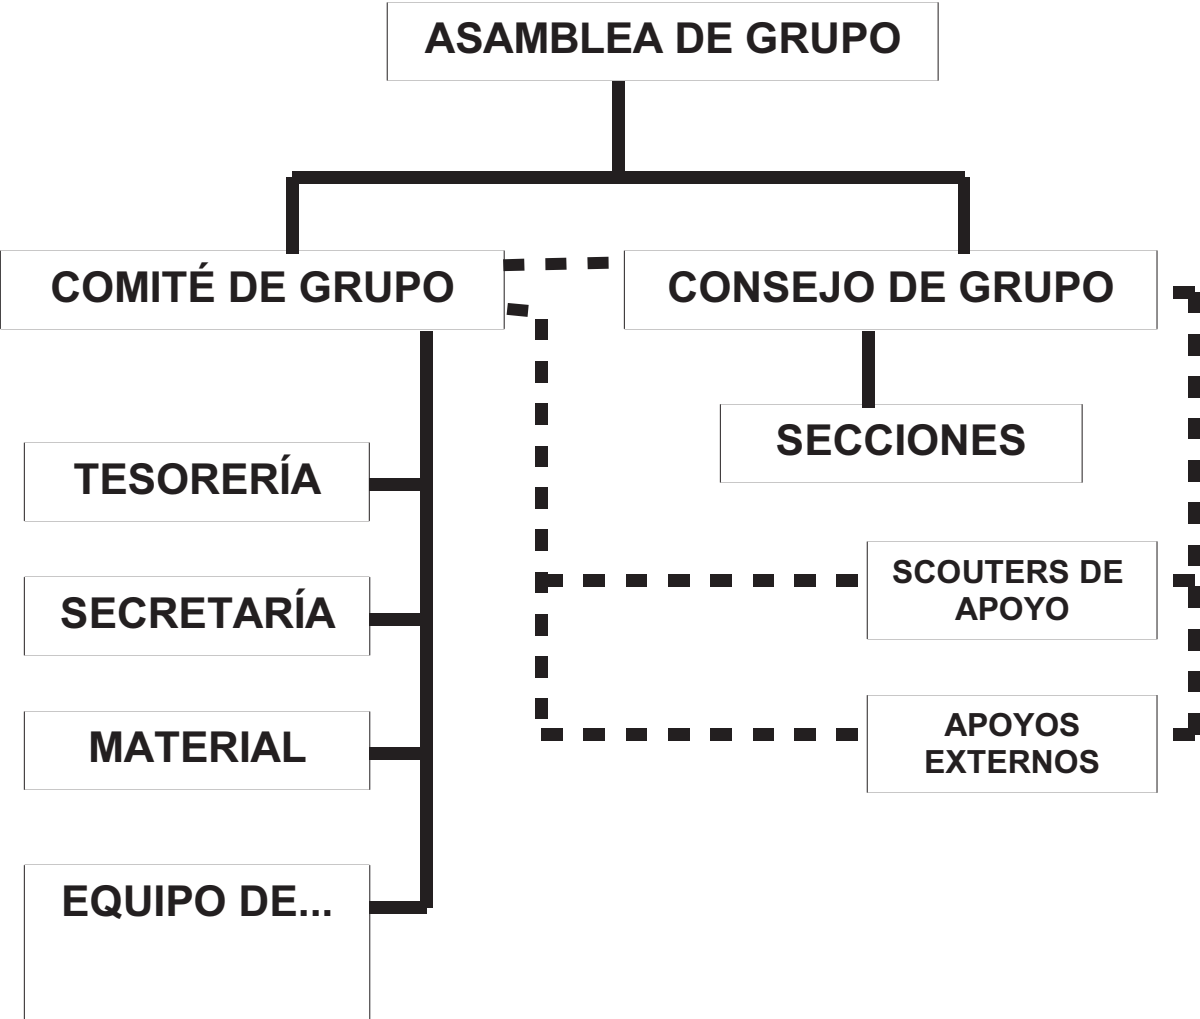 ASAMBLEA DE GRUPO
COMITÉ DE GRUPO
CONSEJO DE GRUPO
SECCIONES
TESORERÍA
SCOUTERS DE
APOYO
SECRETARÍA
MATERIAL
APOYOS
EXTERNOS
EQUIPO DE...